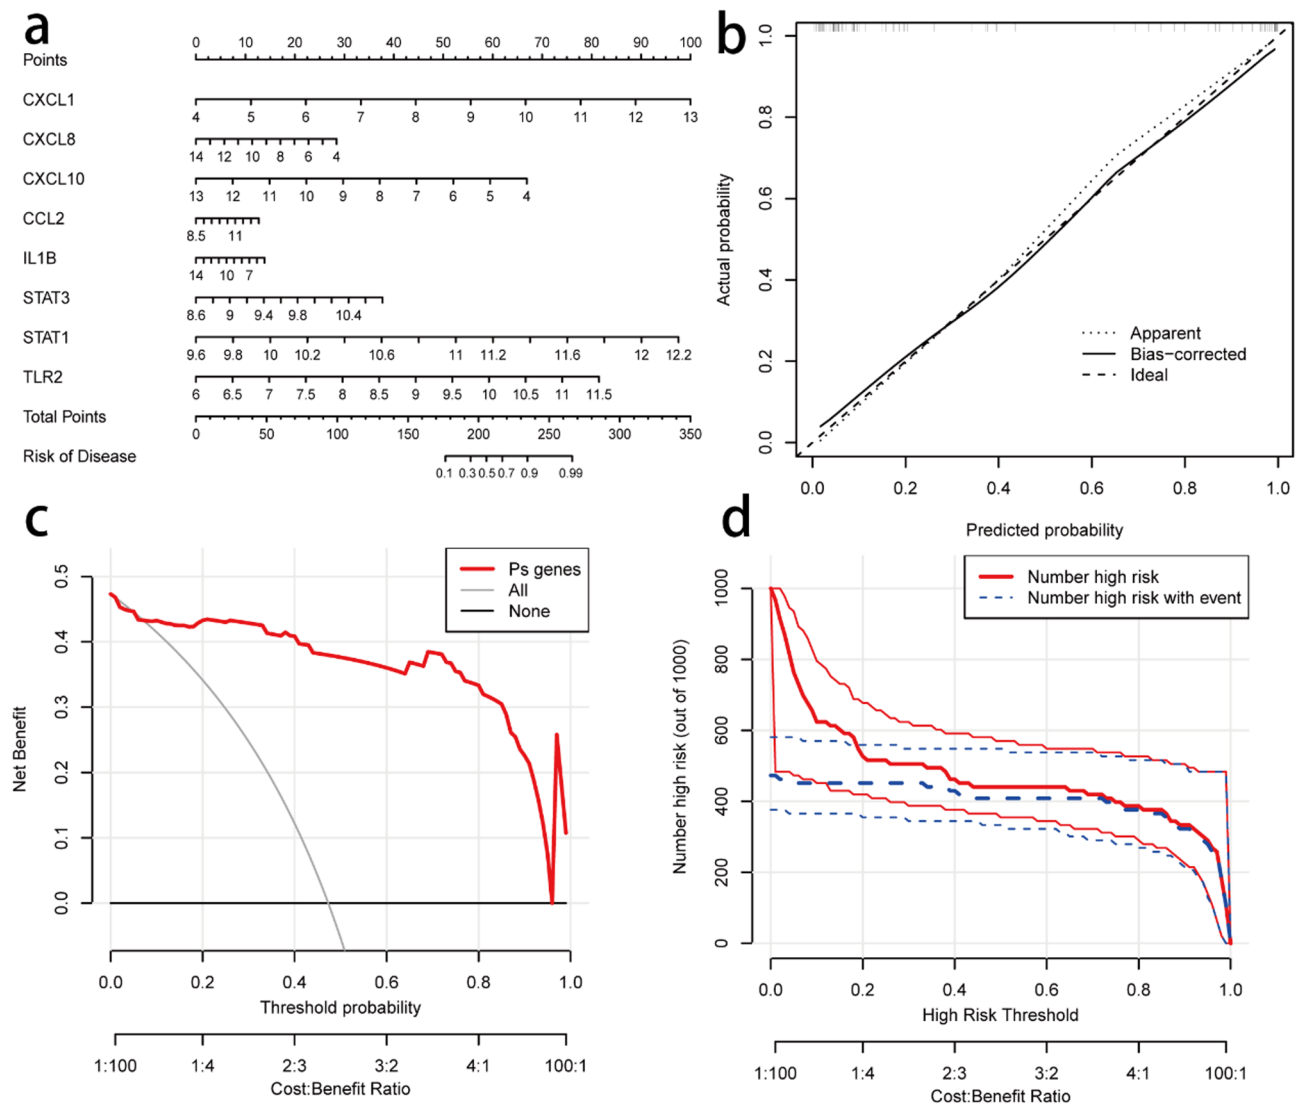 a
0 10 20 30 40 50 60 70 80 90 100
Points
CXCL1
4 5 6 7 8 9 10 11 12 13
CXCL8
14 12 10 8 6 4
CXCL10
13 12 11 10 9 8 7 6 5 4
CCL2
8.5 11
IL1B
14 10 7
STAT3
8.6 9 9.4 9.8 10.4
STAT1
9.6 9.8 10 10.2 10.6 11 11.2 11.6 12 12.2
TLR2
6 6.5 7 7.5 8 8.5 9 9.5 10 10.5 11 11.5
Total Points
0 50 100 150 200 250 300 350
Risk of Disease
0.1 0.3 0.5 0.7 0.9 0.99
b
Actual probability
1.0
0.8
0.6
0.4
0.2
0.0
Apparent
Bias-corrected
Ideal
0.0 0.2 0.4 0.6 0.8 1.0
Predicted probability
c
Net Benefit
0.5
0.4
0.3
0.2
0.1
0.0
Ps genes
All
None
0.0 0.2 0.4 0.6 0.8 1.0
Threshold probability
1:100 1:4 2:3 3:2 4:1 100:1
Cost:Benefit Ratio
d
Number high risk (out of 1000)
1000
800
600
400
200
0
Number high risk
Number high risk with event
0.0 0.2 0.4 0.6 0.8 1.0
High Risk Threshold
1:100 1:4 2:3 3:2 4:1 100:1
Cost:Benefit Ratio